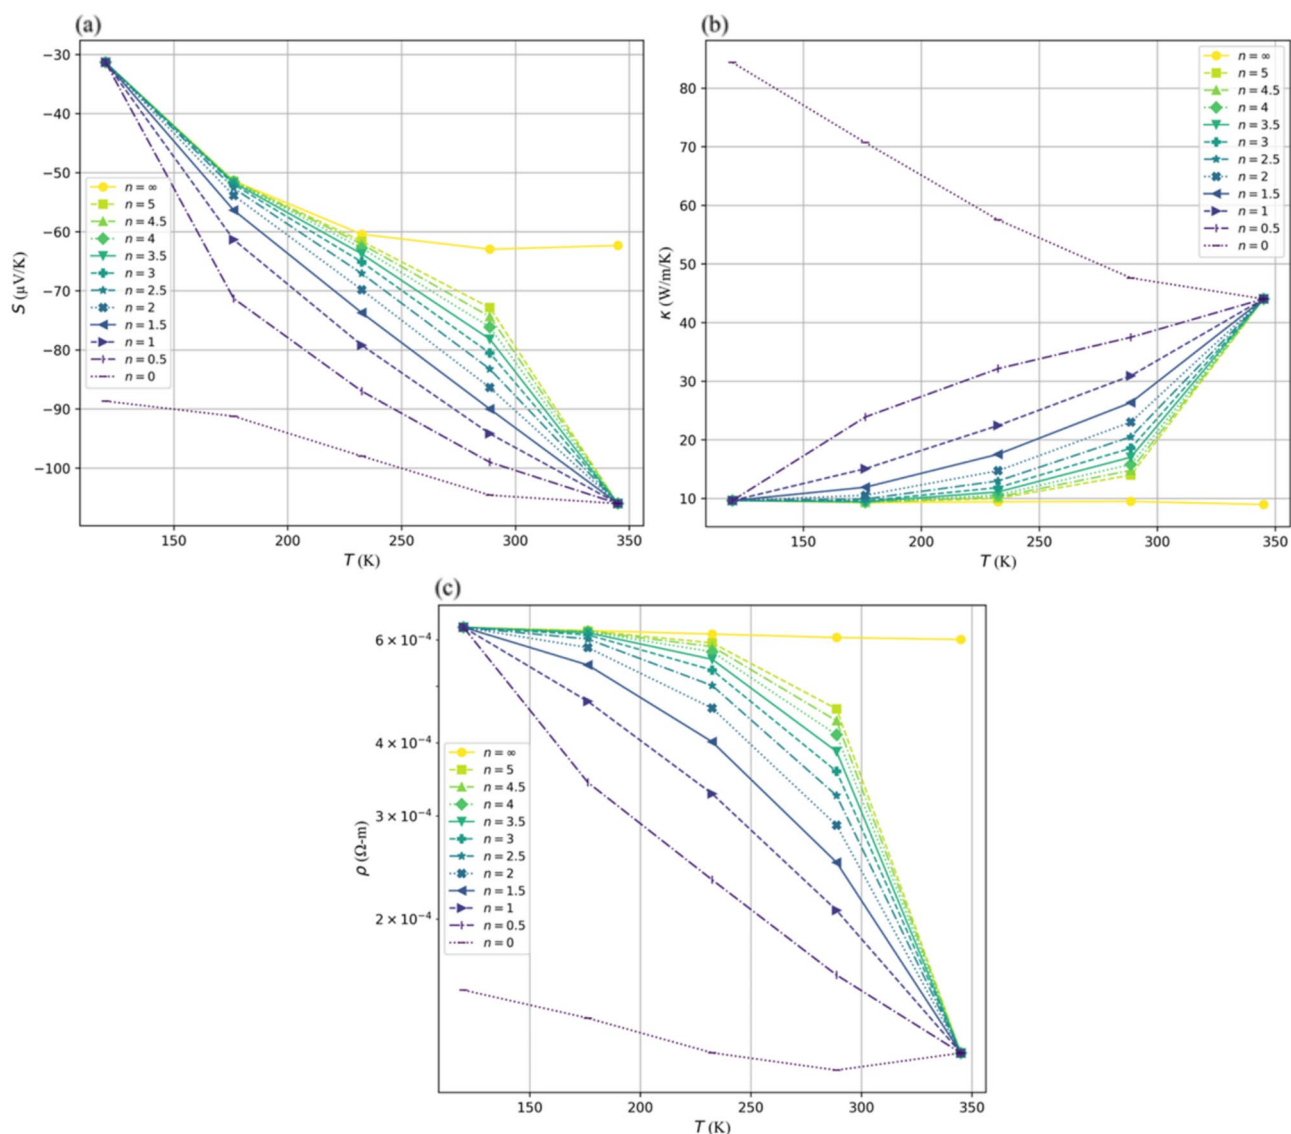 (a)
−30
−40
−50
−60
−70
−80
−90
−100
S (μV/K)
n = ∞
n = 5
n = 4.5
n = 4
n = 3.5
n = 3
n = 2.5
n = 2
n = 1.5
n = 1
n = 0.5
n = 0
150
200
250
300
350
T (K)
(b)
80
70
60
50
40
30
20
10
κ (W/m/K)
n = ∞
n = 5
n = 4.5
n = 4
n = 3.5
n = 3
n = 2.5
n = 2
n = 1.5
n = 1
n = 0.5
n = 0
150
200
250
300
350
T (K)
(c)
6 × 10⁻⁴
4 × 10⁻⁴
3 × 10⁻⁴
2 × 10⁻⁴
ρ (Ω-m)
n = ∞
n = 5
n = 4.5
n = 4
n = 3.5
n = 3
n = 2.5
n = 2
n = 1.5
n = 1
n = 0.5
n = 0
150
200
250
300
350
T (K)